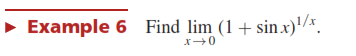 ▶ Example 6 Find lim (1 + sin x)^{1/x}.
x→0